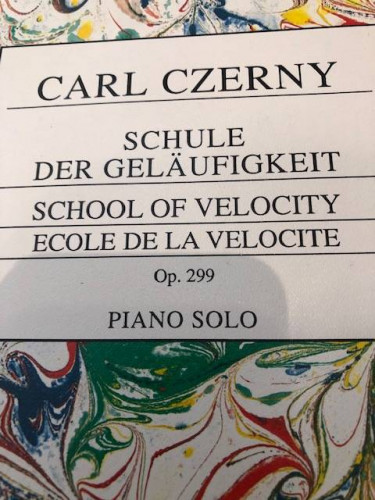 CARL CZERNY
SCHULE
DER GELÄUFIGKEIT
SCHOOL OF VELOCITY
ECOLE DE LA VELOCITE
Op. 299
PIANO SOLO